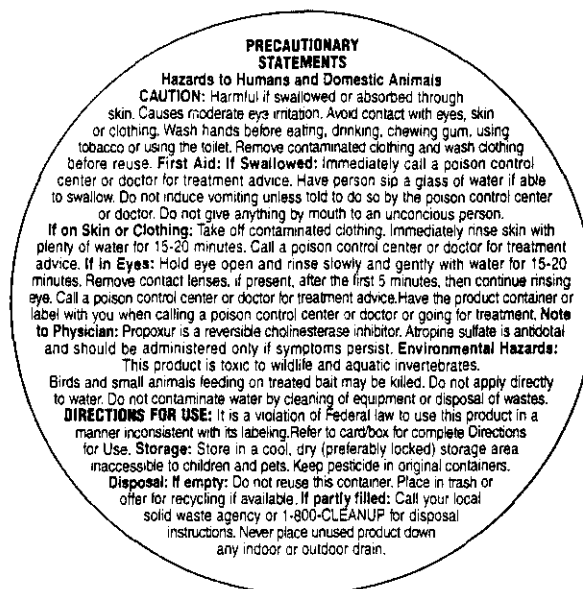 PRECAUTIONARY
STATEMENTS
Hazards to Humans and Domestic Animals
CAUTION: Harmful if swallowed or absorbed through
skin. Causes moderate eye irritation. Avoid contact with eyes, skin
or clothing. Wash hands before eating, drinking, chewing gum, using
tobacco or using the toilet. Remove contaminated clothing and wash clothing
before reuse. First Aid: If Swallowed: Immediately call a poison control
center or doctor for treatment advice. Have person sip a glass of water if able
to swallow. Do not induce vomiting unless told to do so by the poison control center
or doctor. Do not give anything by mouth to an unconcious person.
If on Skin or Clothing: Take off contaminated clothing. Immediately rinse skin with
plenty of water for 15-20 minutes. Call a poison control center or doctor for treatment
advice. If in Eyes: Hold eye open and rinse slowly and gently with water for 15-20
minutes. Remove contact lenses, if present, after the first 5 minutes, then continue rinsing
eye. Call a poison control center or doctor for treatment advice.Have the product container or
label with you when calling a poison control center or doctor or going for treatment. Note
to Physician: Propoxur is a reversible cholinesterase inhibitor. Atropine sulfate is antidotal
and should be administered only if symptoms persist. Environmental Hazards:
This product is toxic to wildlife and aquatic invertebrates.
Birds and small animals feeding on treated bait may be killed. Do not apply directly
to water. Do not contaminate water by cleaning of equipment or disposal of wastes.
DIRECTIONS FOR USE: It is a violation of Federal law to use this product in a
manner inconsistent with its labeling.Refer to card/box for complete Directions
for Use. Storage: Store in a cool, dry (preferably locked) storage area
inaccessible to children and pets. Keep pesticide in original containers.
Disposal: If empty: Do not reuse this container. Place in trash or
offer for recycling if available. If partly filled: Call your local
solid waste agency or 1-800-CLEANUP for disposal
instructions. Never place unused product down
any indoor or outdoor drain.